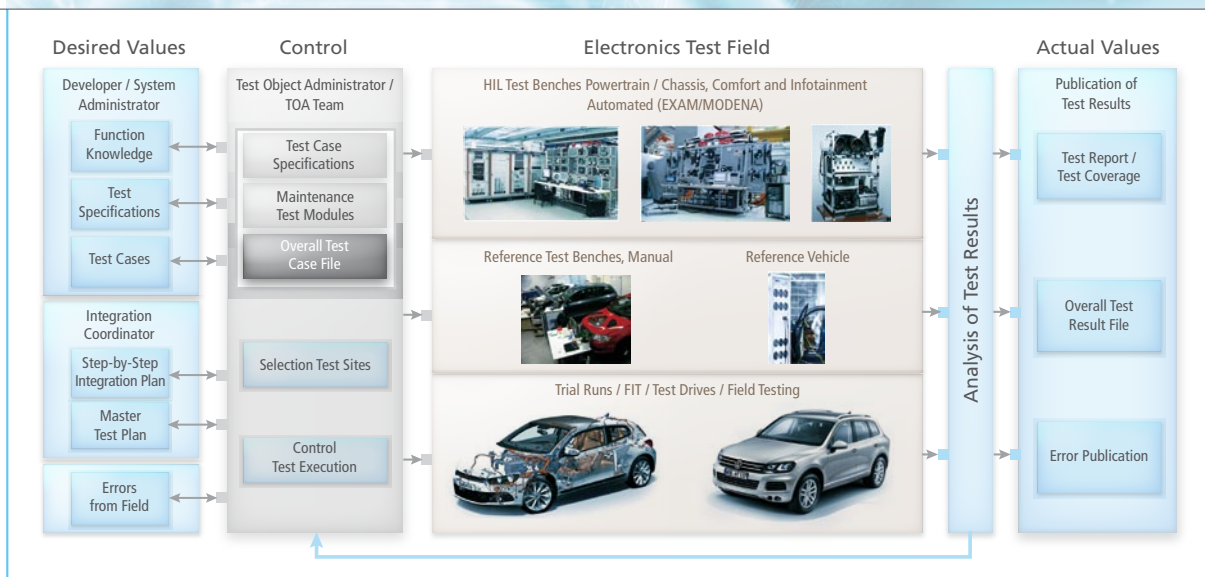 Desired Values
Control
Electronics Test Field
Actual Values
Developer / System
Administrator
Function
Knowledge
Test
Specifications
Test Cases
Integration
Coordinator
Step-by-Step
Integration Plan
Master
Test Plan
Errors
from Field
Test Object Administrator /
TOA Team
Test Case
Specifications
Maintenance
Test Modules
Overall Test
Case File
Selection Test Sites
Control
Test Execution
HIL Test Benches Powertrain / Chassis, Comfort and Infotainment
Automated (EXAM/MODENA)
Reference Test Benches, Manual
Reference Vehicle
Trial Runs / FIT / Test Drives / Field Testing
Analysis of Test Results
Publication of
Test Results
Test Report /
Test Coverage
Overall Test
Result File
Error Publication